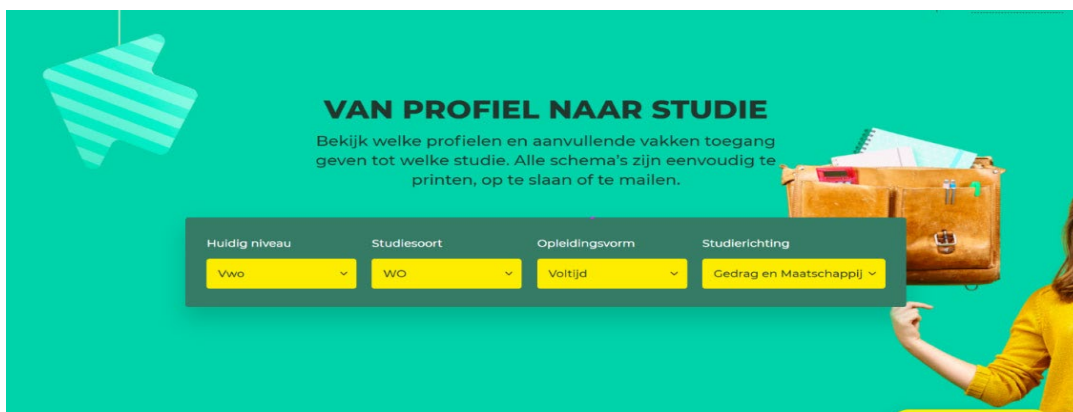 VAN PROFIEL NAAR STUDIE
Bekijk welke profielen en aanvullende vakken toegang
geven tot welke studie. Alle schema's zijn eenvoudig te
printen, op te slaan of te mailen.
Huidig niveau Studiesoort Opleidingsvorm Studierichting
Vwo WO Voltijd Gedrag en Maatschappij